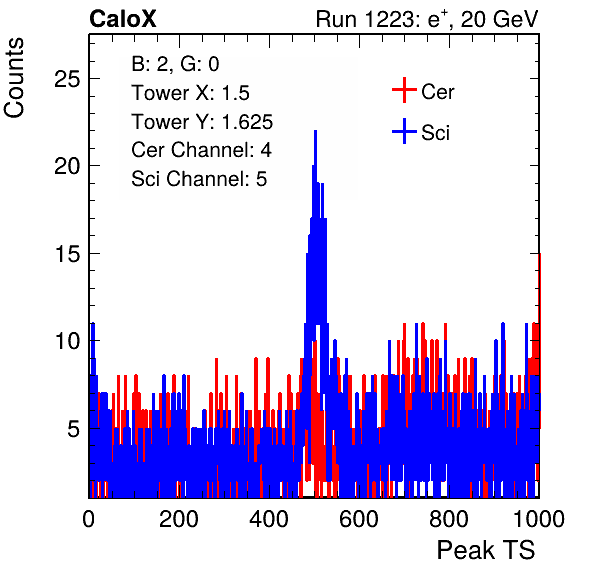 CaloX Run 1223: e⁺, 20 GeV
Counts
B: 2, G: 0
Tower X: 1.5
Tower Y: 1.625
Cer Channel: 4
Sci Channel: 5
Cer
Sci
25
20
15
10
5
0 200 400 600 800 1000
Peak TS